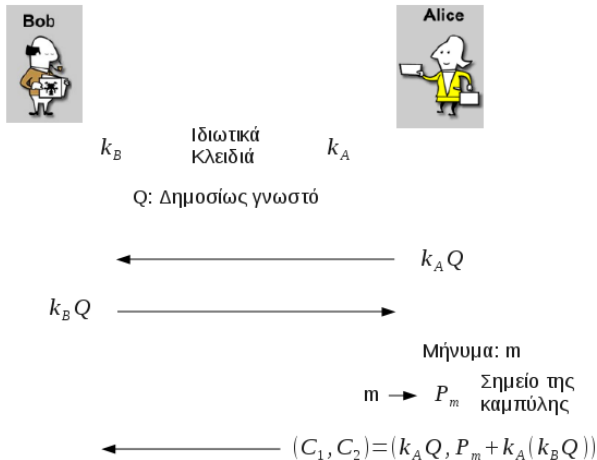 Bob
Alice
k_B Ιδιωτικά Κλειδιά k_A
Q: Δημοσίως γνωστό
k_A Q
k_B Q
Μήνυμα: m
m → P_m Σημείο της καμπύλης
(C_1, C_2)=(k_A Q, P_m + k_A(k_B Q))